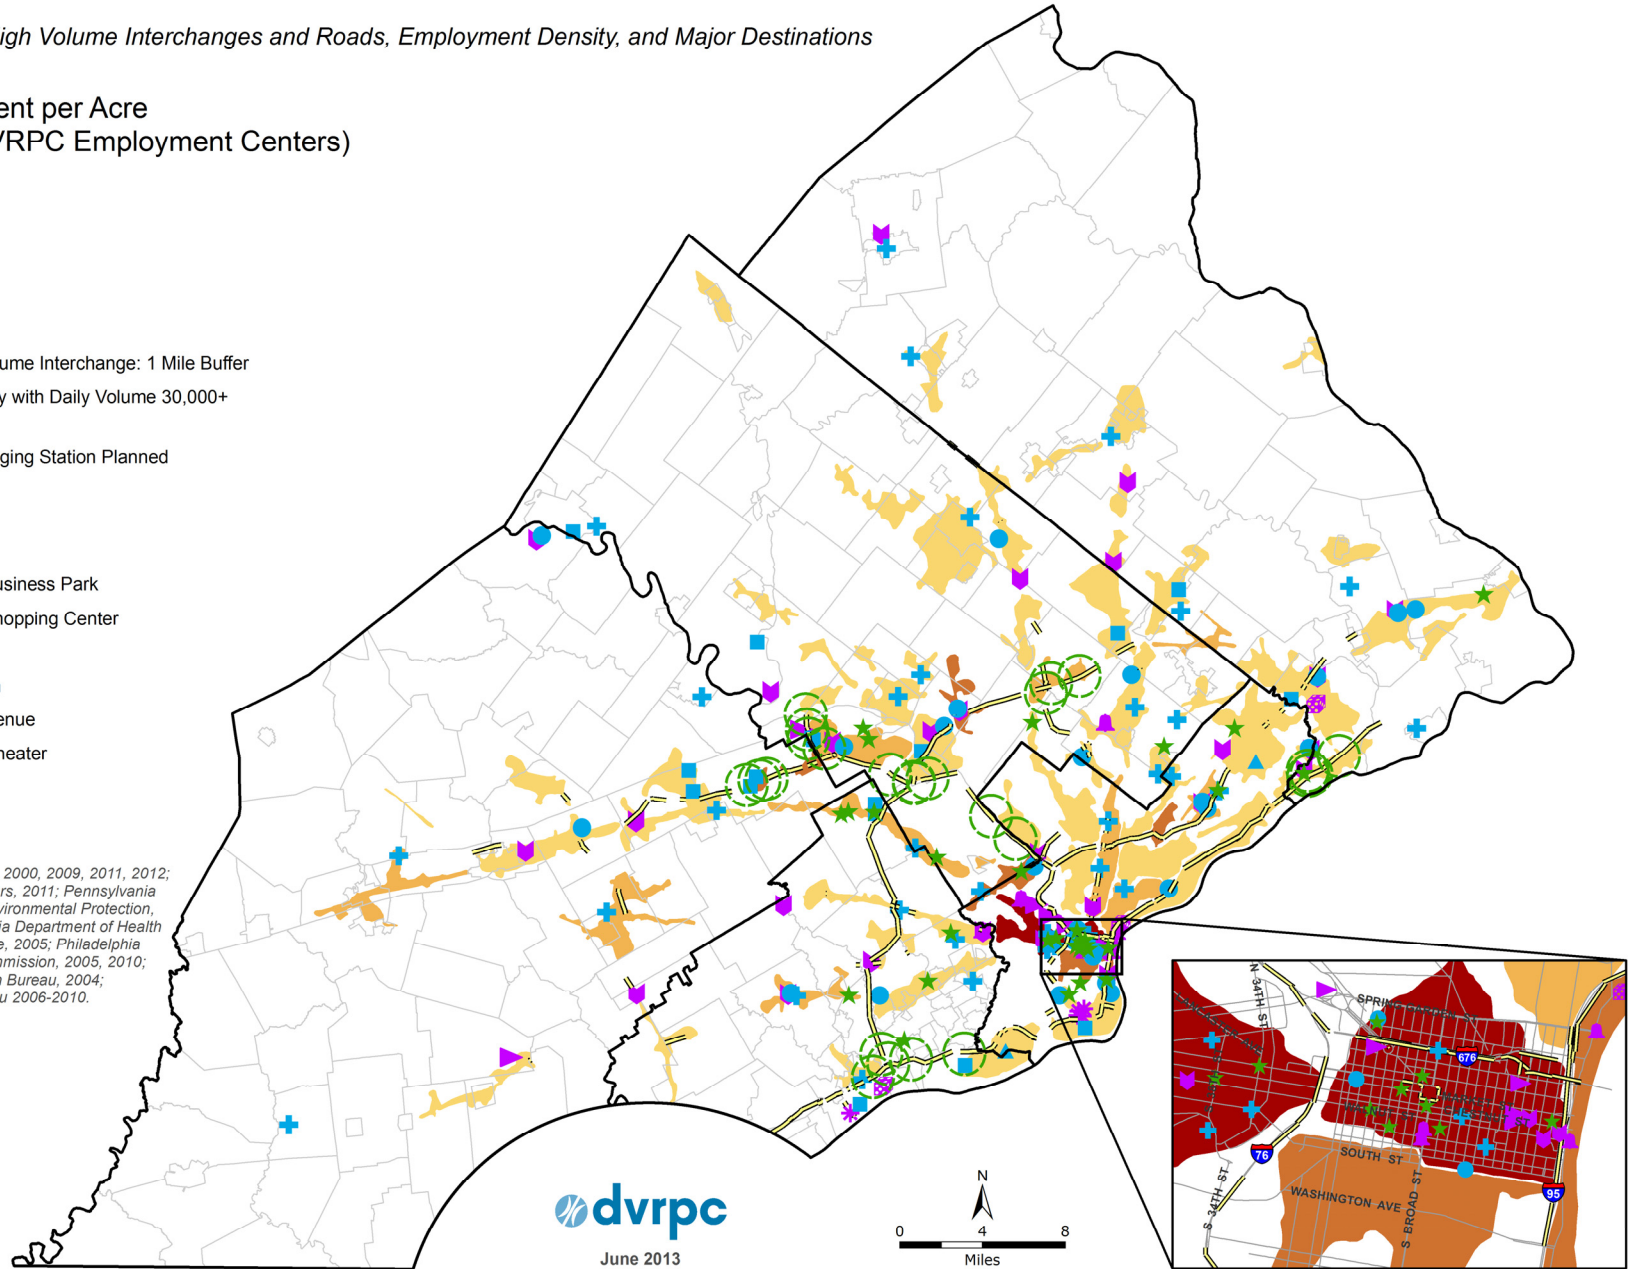 igh Volume Interchanges and Roads, Employment Density, and Major Destinations
ent per Acre
VRPC Employment Centers)
ume Interchange: 1 Mile Buffer
y with Daily Volume 30,000+
ging Station Planned
usiness Park
hopping Center
enue
heater
2000, 2009, 2011, 2012;
rs, 2011; Pennsylvania
vironmental Protection,
ia Department of Health
e, 2005; Philadelphia
mmission, 2005, 2010;
n Bureau, 2004;
u 2006-2010.
dvrpc
June 2013
N
0 4 8
Miles
N 34TH ST
SPRING GARDEN ST
676
76
SOUTH ST
WASHINGTON AVE
S 34TH ST
S BROAD ST
95